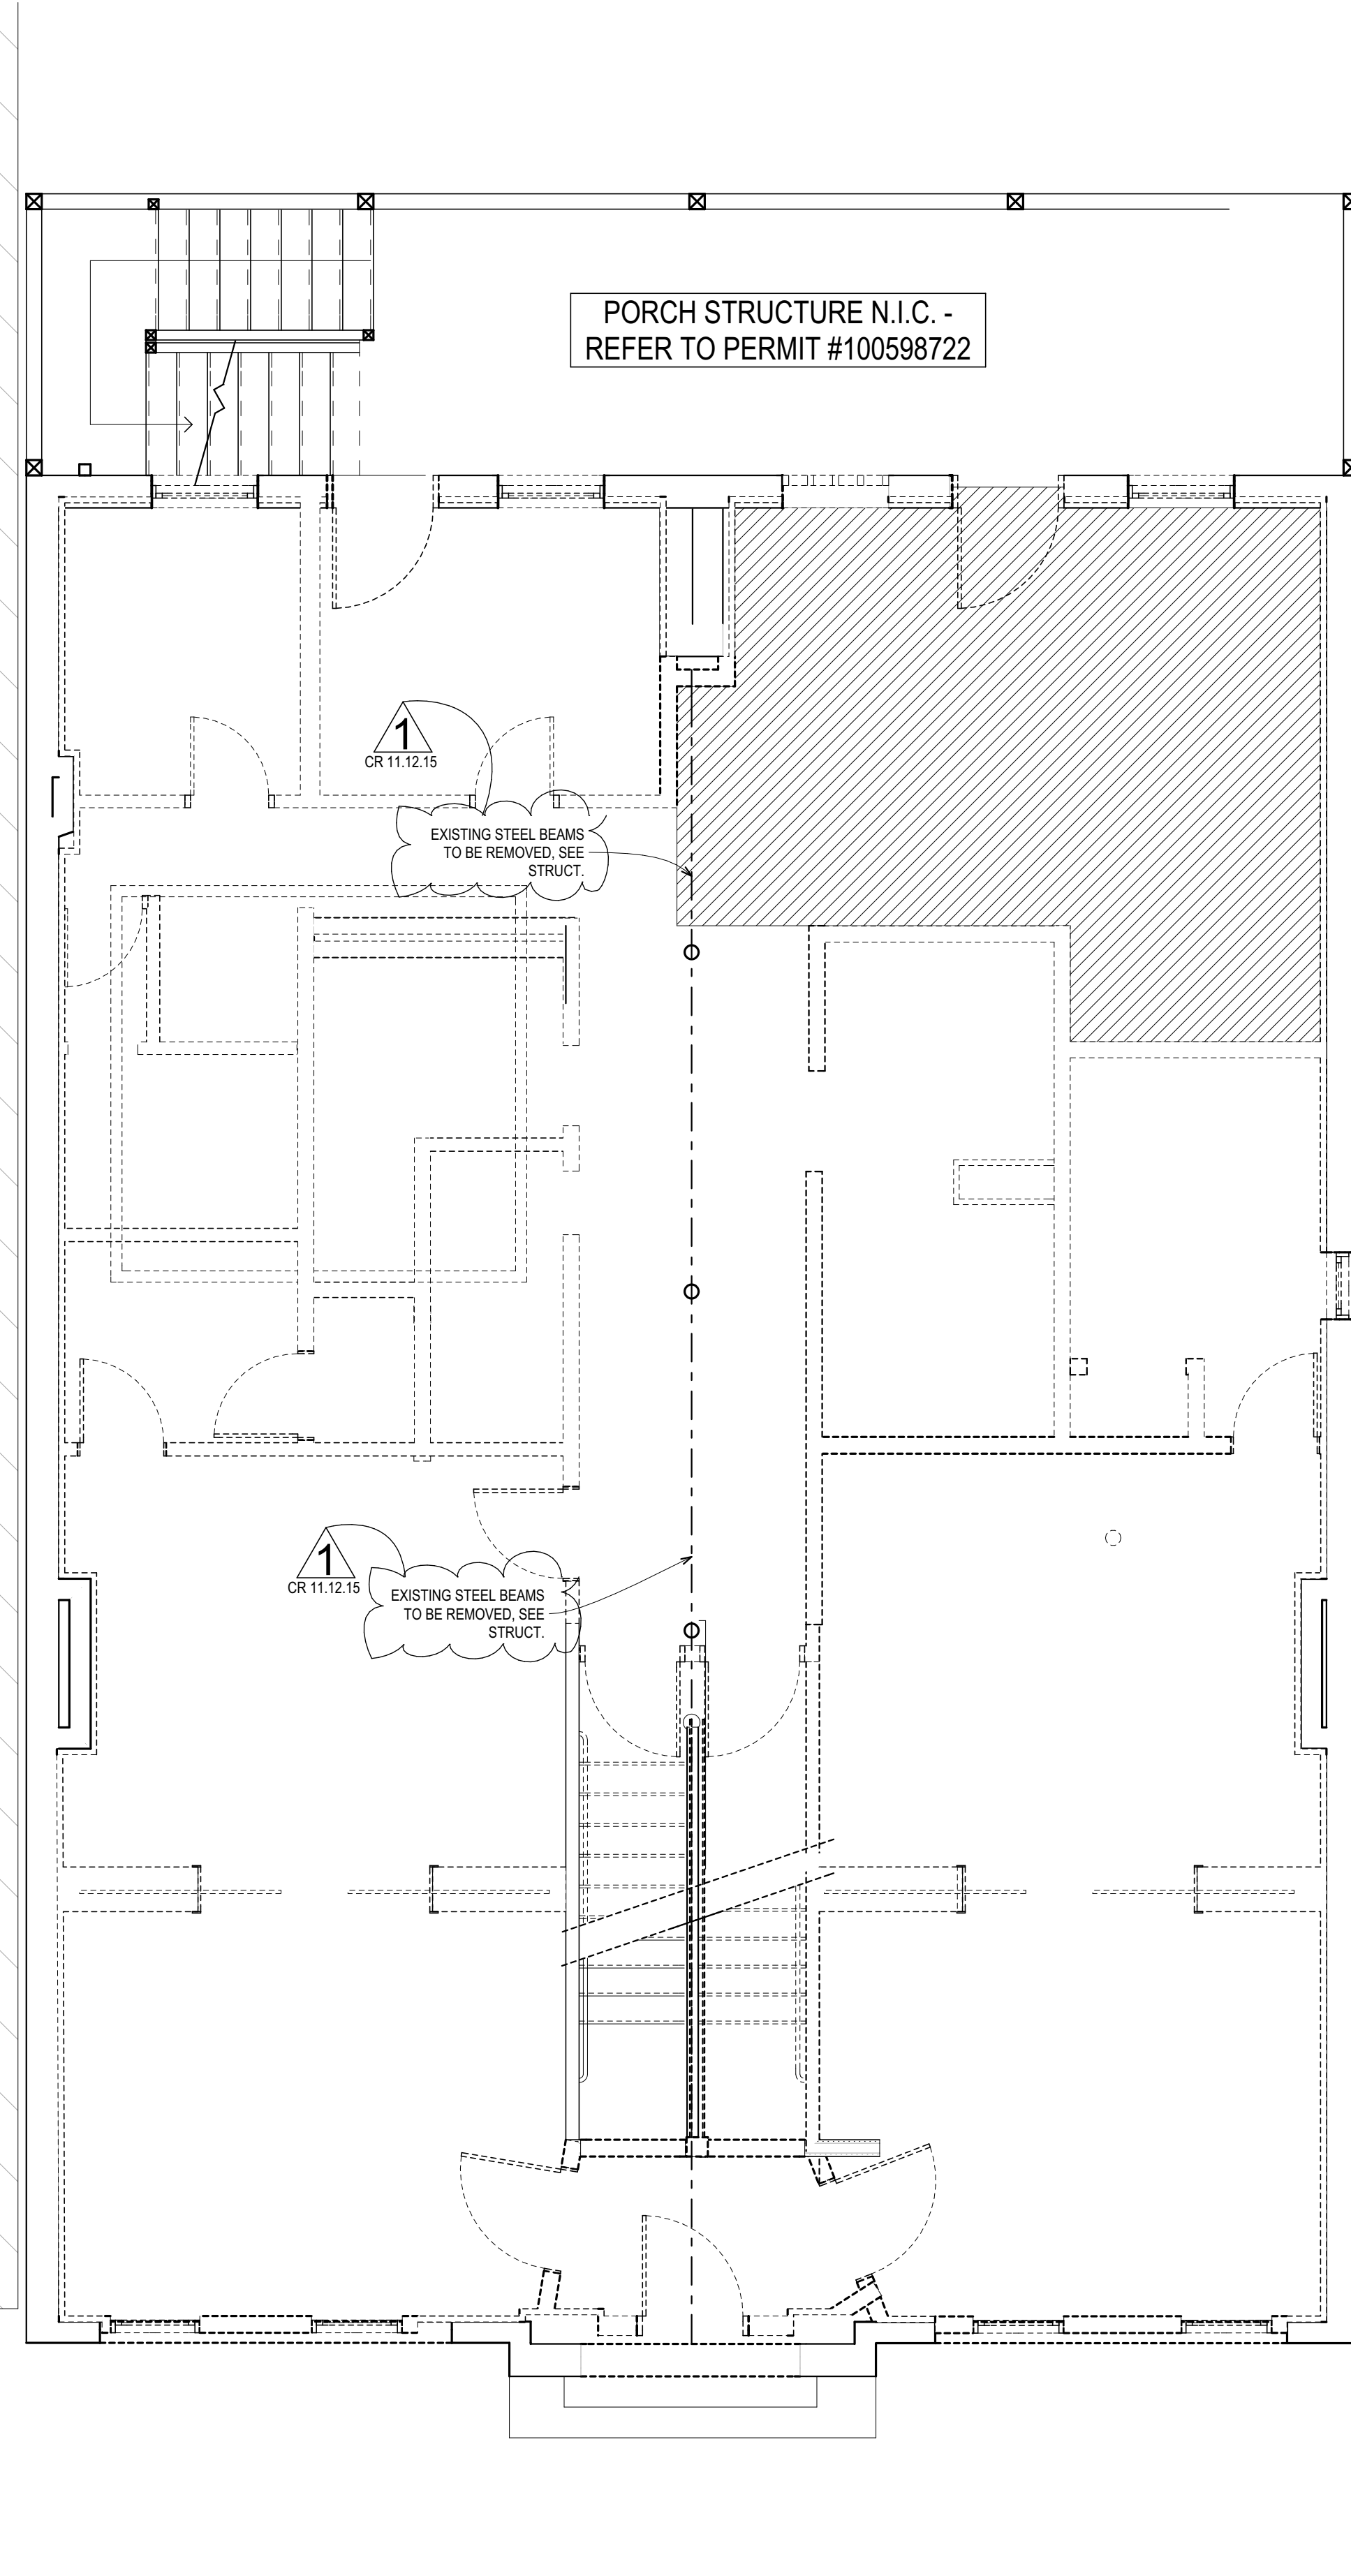 PORCH STRUCTURE N.I.C. -
REFER TO PERMIT #100598722
1
CR 11.12.15
EXISTING STEEL BEAMS
TO BE REMOVED, SEE
STRUCT.
1
CR 11.12.15
EXISTING STEEL BEAMS
TO BE REMOVED, SEE
STRUCT.